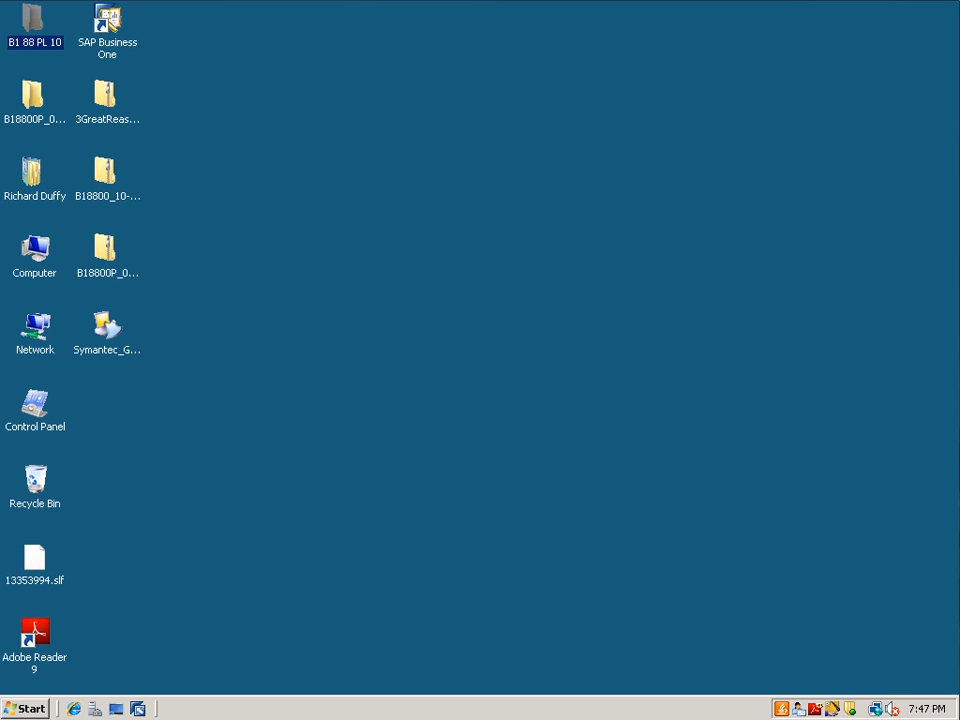 B1 88 PL 10
SAP Business
One
B18800P_0...
3GreatReas...
Richard Duffy
B18800_10-...
Computer
B18800P_0...
Network
Symantec_G...
Control Panel
Recycle Bin
13353994.slf
Adobe Reader
9
Start
7:47 PM